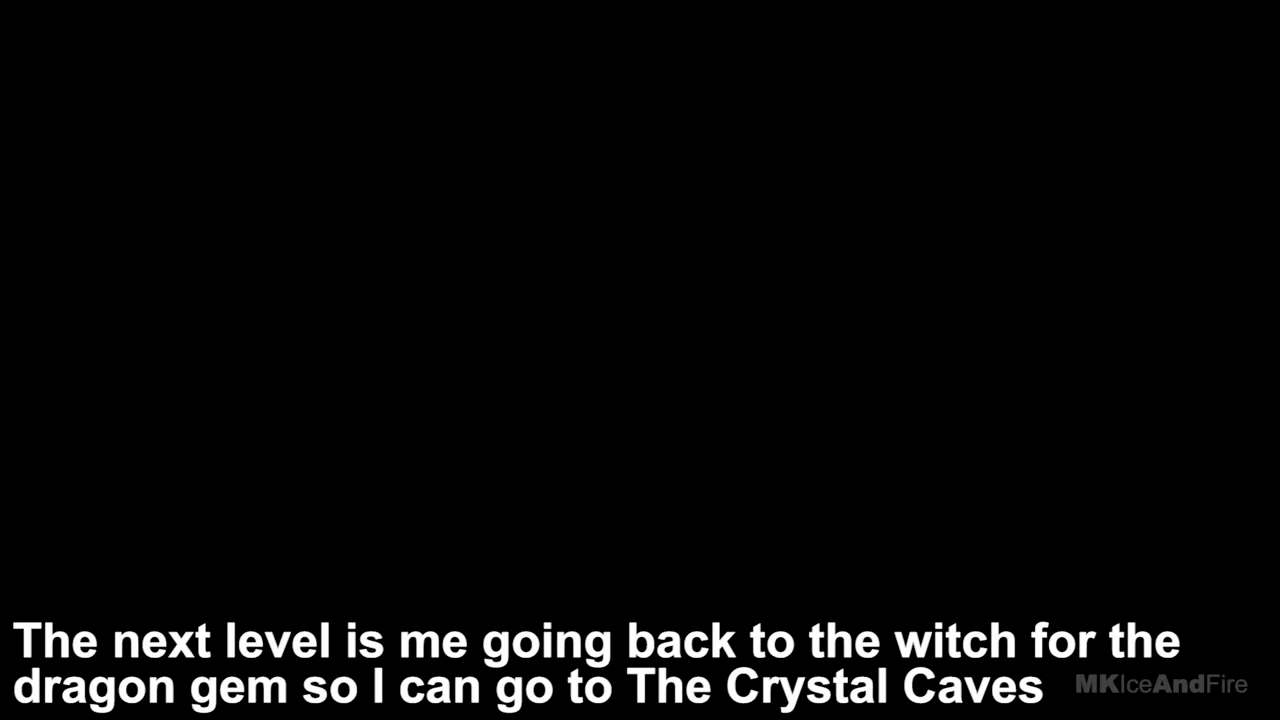 The next level is me going back to the witch for the
dragon gem so I can go to The Crystal Caves
MKIceAndFire